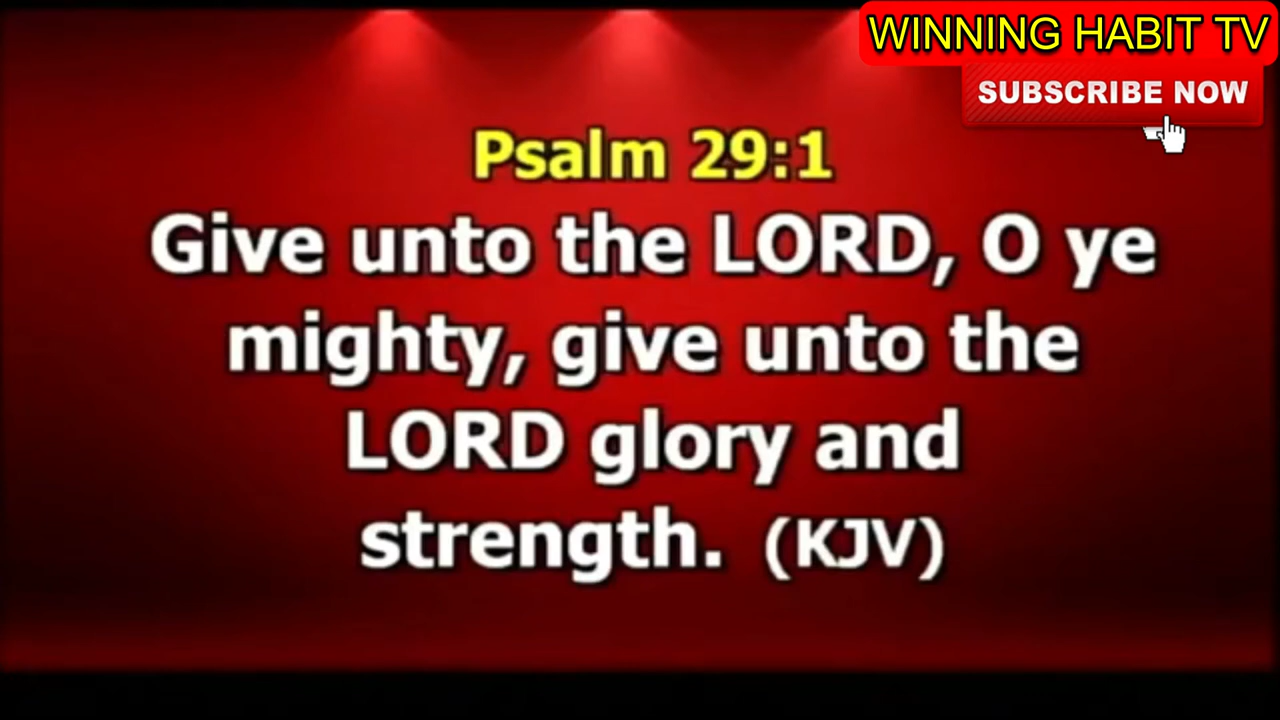 WINNING HABIT TV
SUBSCRIBE NOW
Psalm 29:1
Give unto the LORD, O ye
mighty, give unto the
LORD glory and
strength. (KJV)